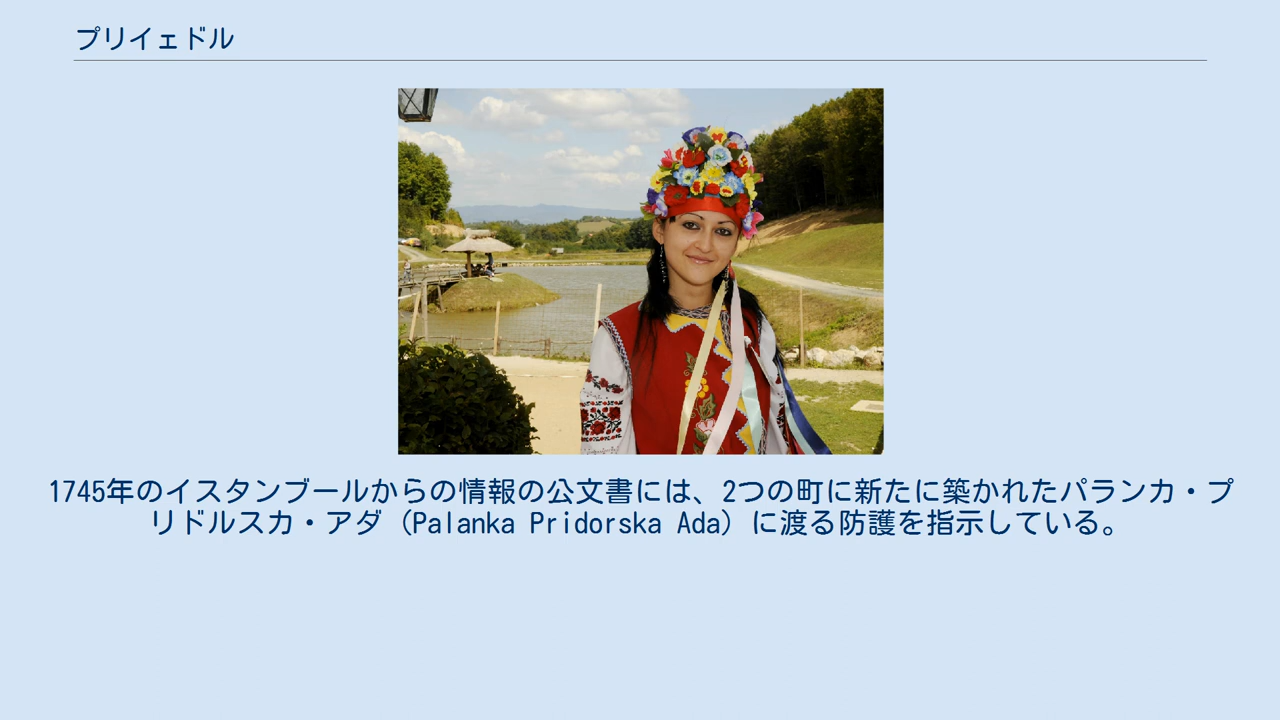 プリイェドル
1745年のイスタンブールからの情報の公文書には、2つの町に新たに築かれたパランカ・プ
リドルスカ・アダ (Palanka Pridorska Ada) に渡る防護を指示している。